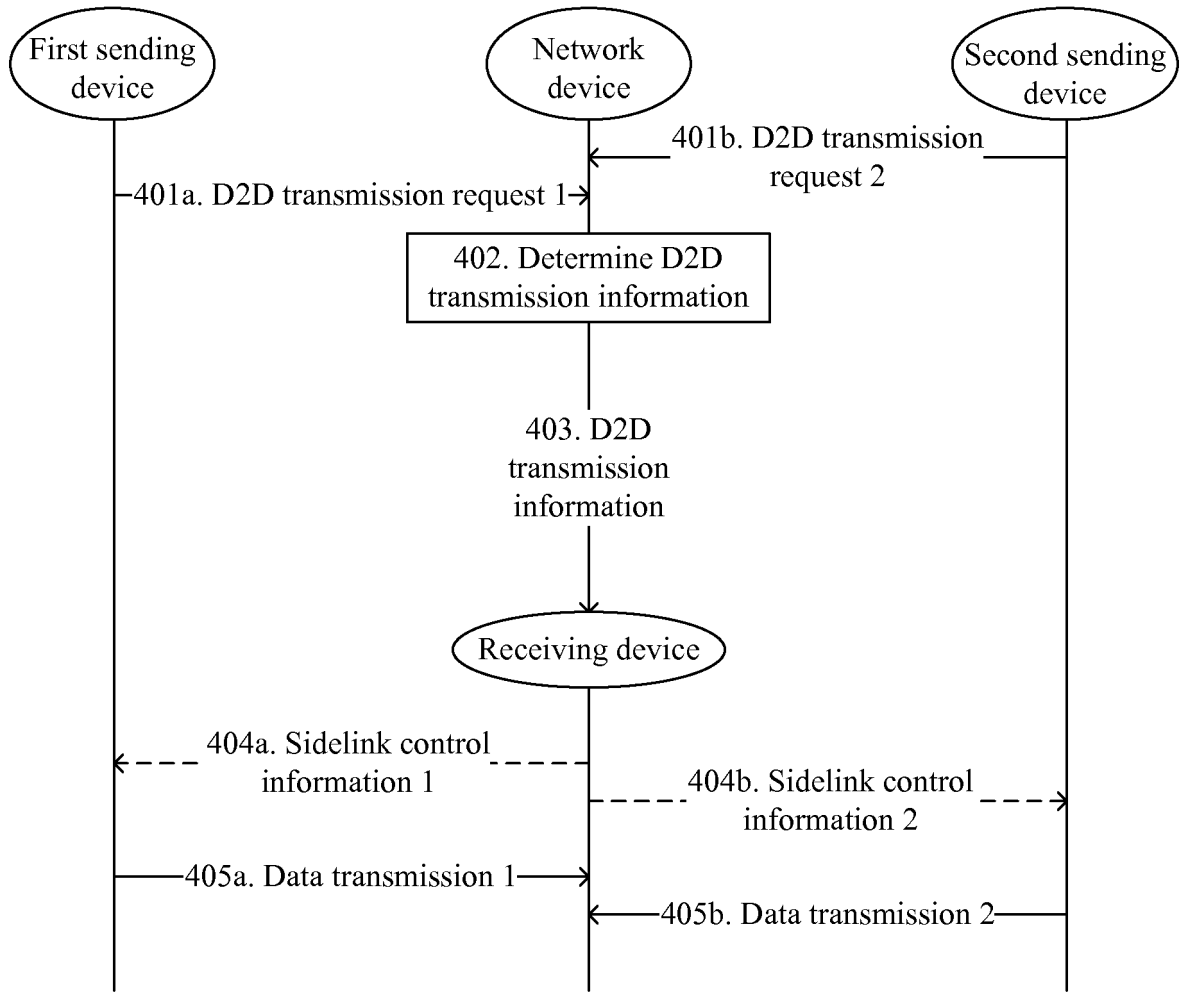 First sending
device
Network
device
Second sending
device
401b. D2D transmission
request 2
401a. D2D transmission request 1
402. Determine D2D
transmission information
403. D2D
transmission
information
Receiving device
404a. Sidelink control
information 1
404b. Sidelink control
information 2
405a. Data transmission 1
405b. Data transmission 2